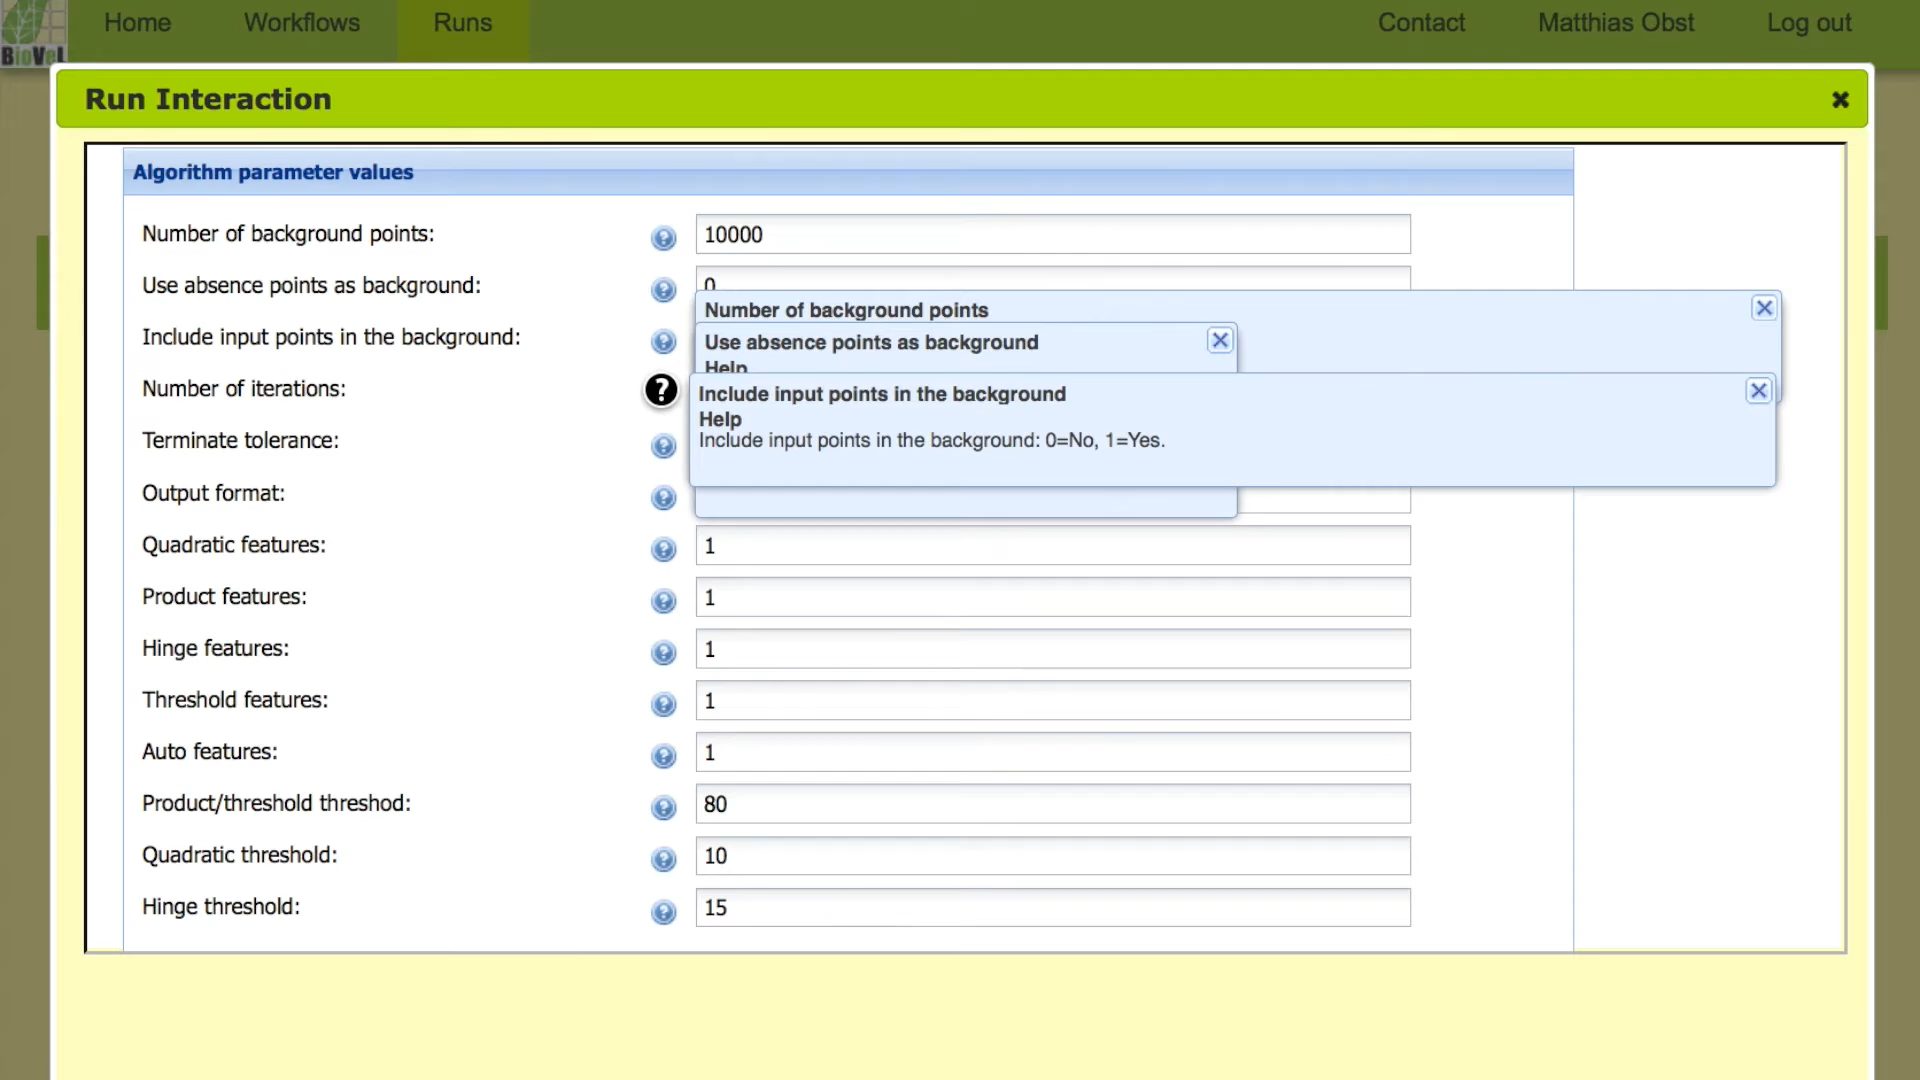 Home Workflows Runs Contact Matthias Obst Log out
BioVeL
Run Interaction
Algorithm parameter values
Number of background points: 10000
Use absence points as background: 0
Number of background points
Include input points in the background:
Use absence points as background
Help
Number of iterations: ?
Include input points in the background
Help
Terminate tolerance:
Include input points in the background: 0=No, 1=Yes.
Output format:
Quadratic features: 1
Product features: 1
Hinge features: 1
Threshold features: 1
Auto features: 1
Product/threshold threshod: 80
Quadratic threshold: 10
Hinge threshold: 15